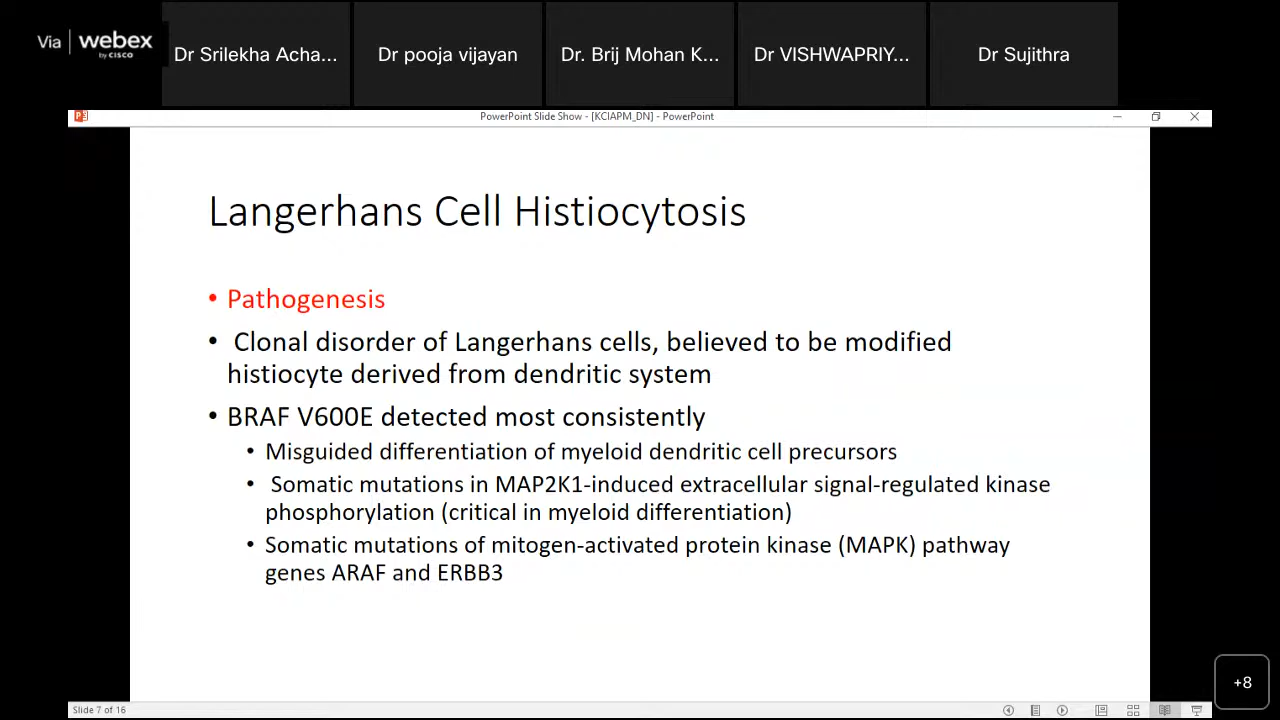 Via webex
by CISCO
Dr Srilekha Acha...
Dr pooja vijayan
Dr. Brij Mohan K...
Dr VISHWAPRIY...
Dr Sujithra
PowerPoint Slide Show - [KCIAPM_DN] - PowerPoint
Langerhans Cell Histiocytosis
• Pathogenesis
• Clonal disorder of Langerhans cells, believed to be modified
histiocyte derived from dendritic system
• BRAF V600E detected most consistently
• Misguided differentiation of myeloid dendritic cell precursors
• Somatic mutations in MAP2K1-induced extracellular signal-regulated kinase
phosphorylation (critical in myeloid differentiation)
• Somatic mutations of mitogen-activated protein kinase (MAPK) pathway
genes ARAF and ERBB3
+8
Slide 7 of 16